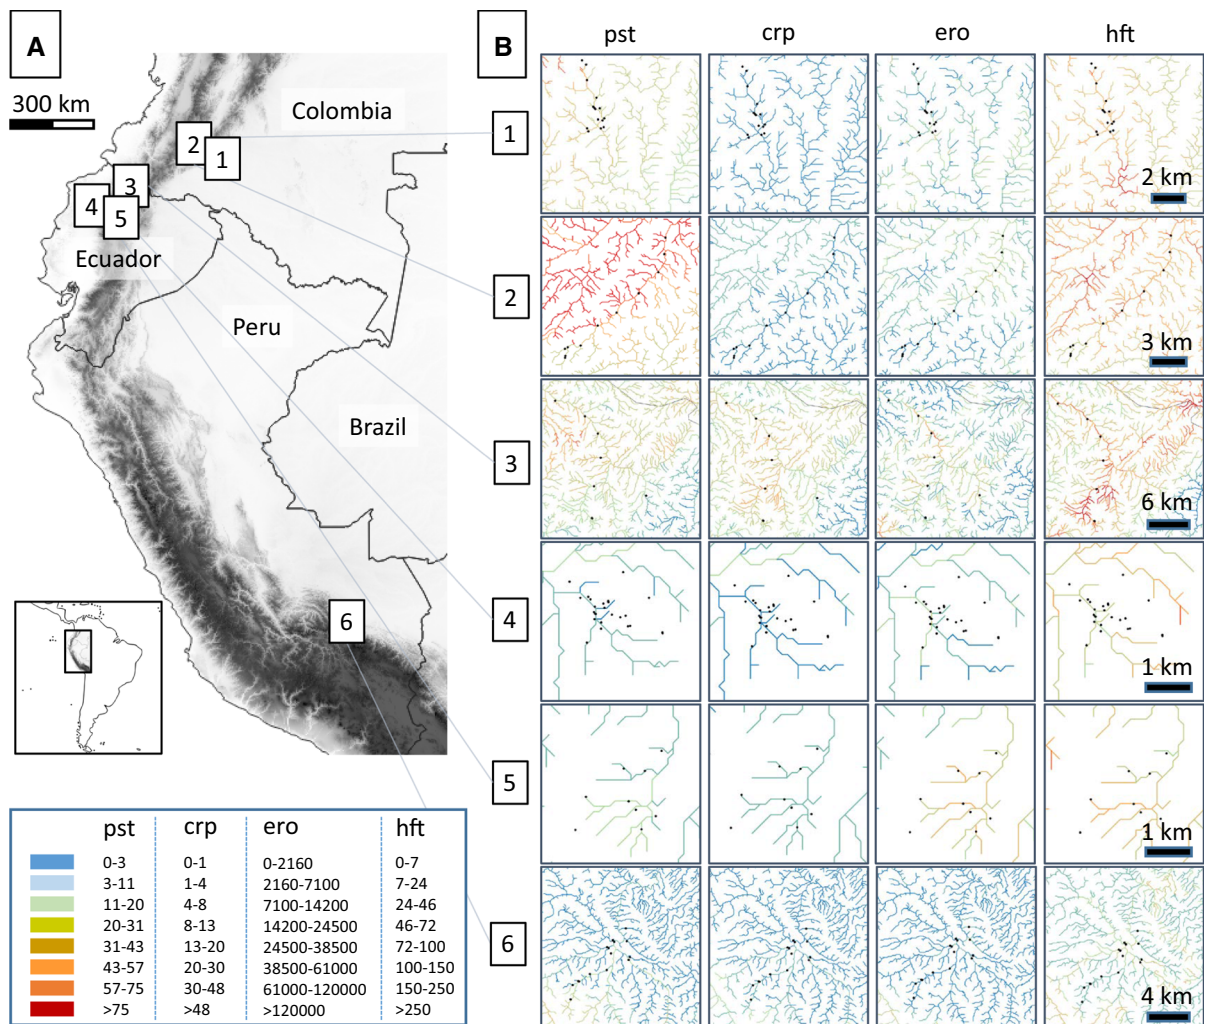 A
300 km
Colombia
2
1
3
4
5
Ecuador
Peru
Brazil
6
pst crp ero hft
0-3 0-1 0-2160 0-7
3-11 1-4 2160-7100 7-24
11-20 4-8 7100-14200 24-46
20-31 8-13 14200-24500 46-72
31-43 13-20 24500-38500 72-100
43-57 20-30 38500-61000 100-150
57-75 30-48 61000-120000 150-250
>75 >48 >120000 >250
B
pst crp ero hft
1
2 km
2
3 km
3
6 km
4
1 km
5
1 km
6
4 km